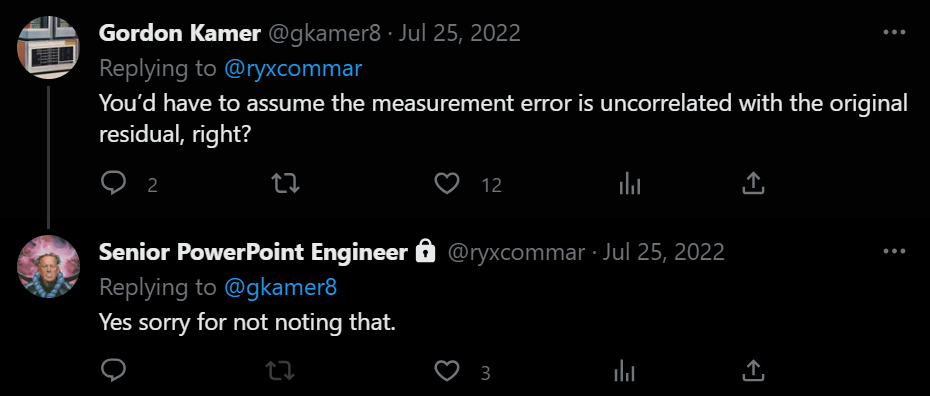 Gordon Kamer @gkamer8 · Jul 25, 2022
Replying to @ryxcommar
You’d have to assume the measurement error is uncorrelated with the original
residual, right?
2 12
Senior PowerPoint Engineer @ryxcommar · Jul 25, 2022
Replying to @gkamer8
Yes sorry for not noting that.
3